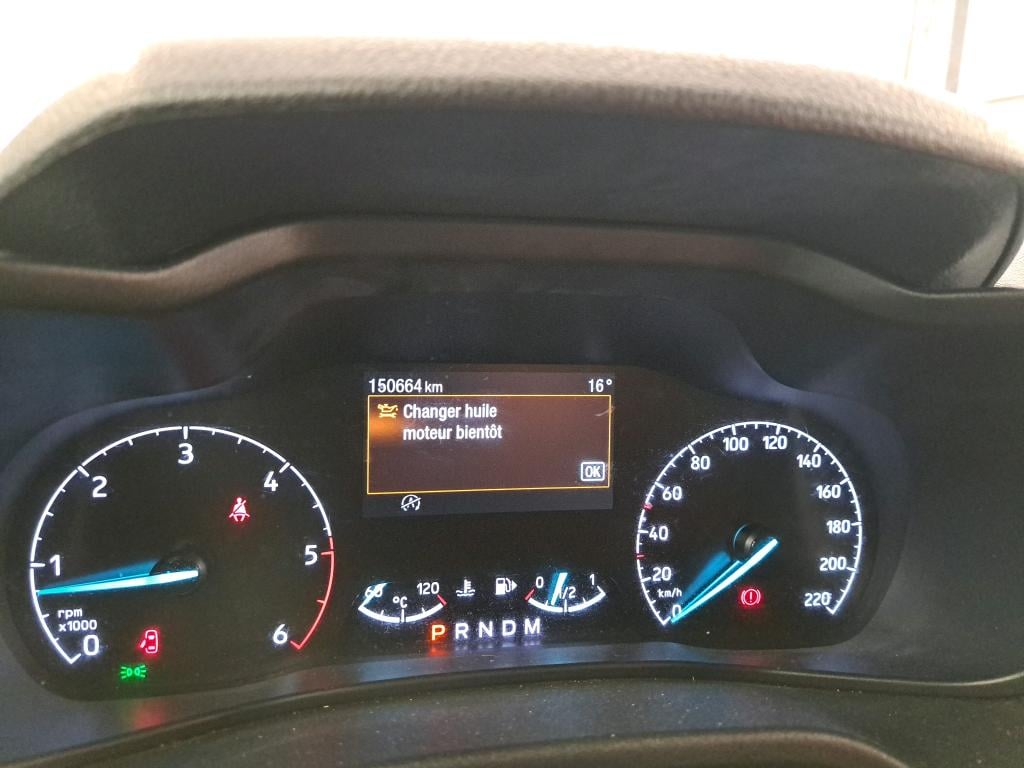 150664 km 16°
Changer huile
moteur bientôt
OK
0 1 2 3 4 5 6
rpm
x1000
60 120
°C
0 1/2 1
P R N D M
0 20 40 60 80 100 120 140 160 180 200 220
km/h